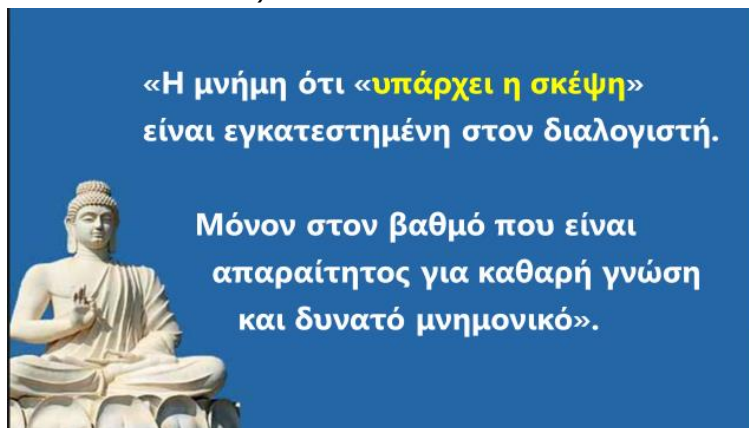 «Η μνήμη ότι «υπάρχει η σκέψη»
είναι εγκατεστημένη στον διαλογιστή.
Μόνον στον βαθμό που είναι
απαραίτητος για καθαρή γνώση
και δυνατό μνημονικό».